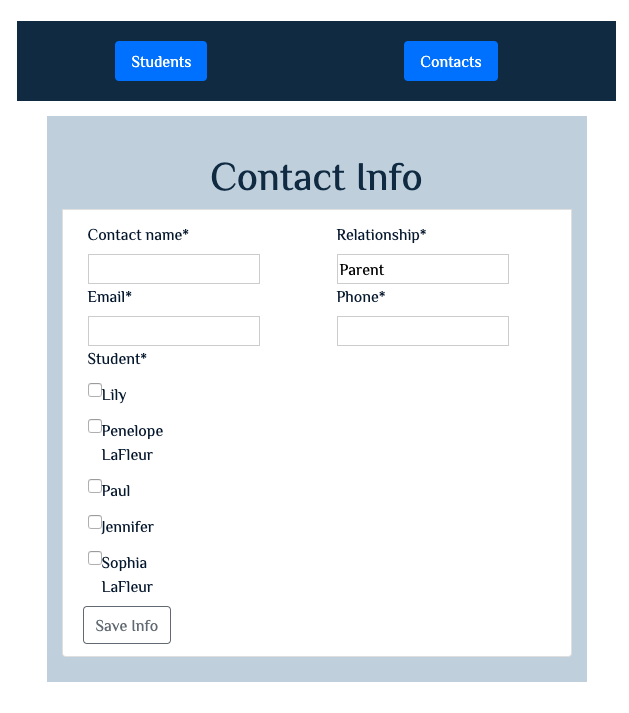 Students Contacts
Contact Info
Contact name* Relationship*
Parent
Email* Phone*
Student*
Lily
Penelope
LaFleur
Paul
Jennifer
Sophia
LaFleur
Save Info